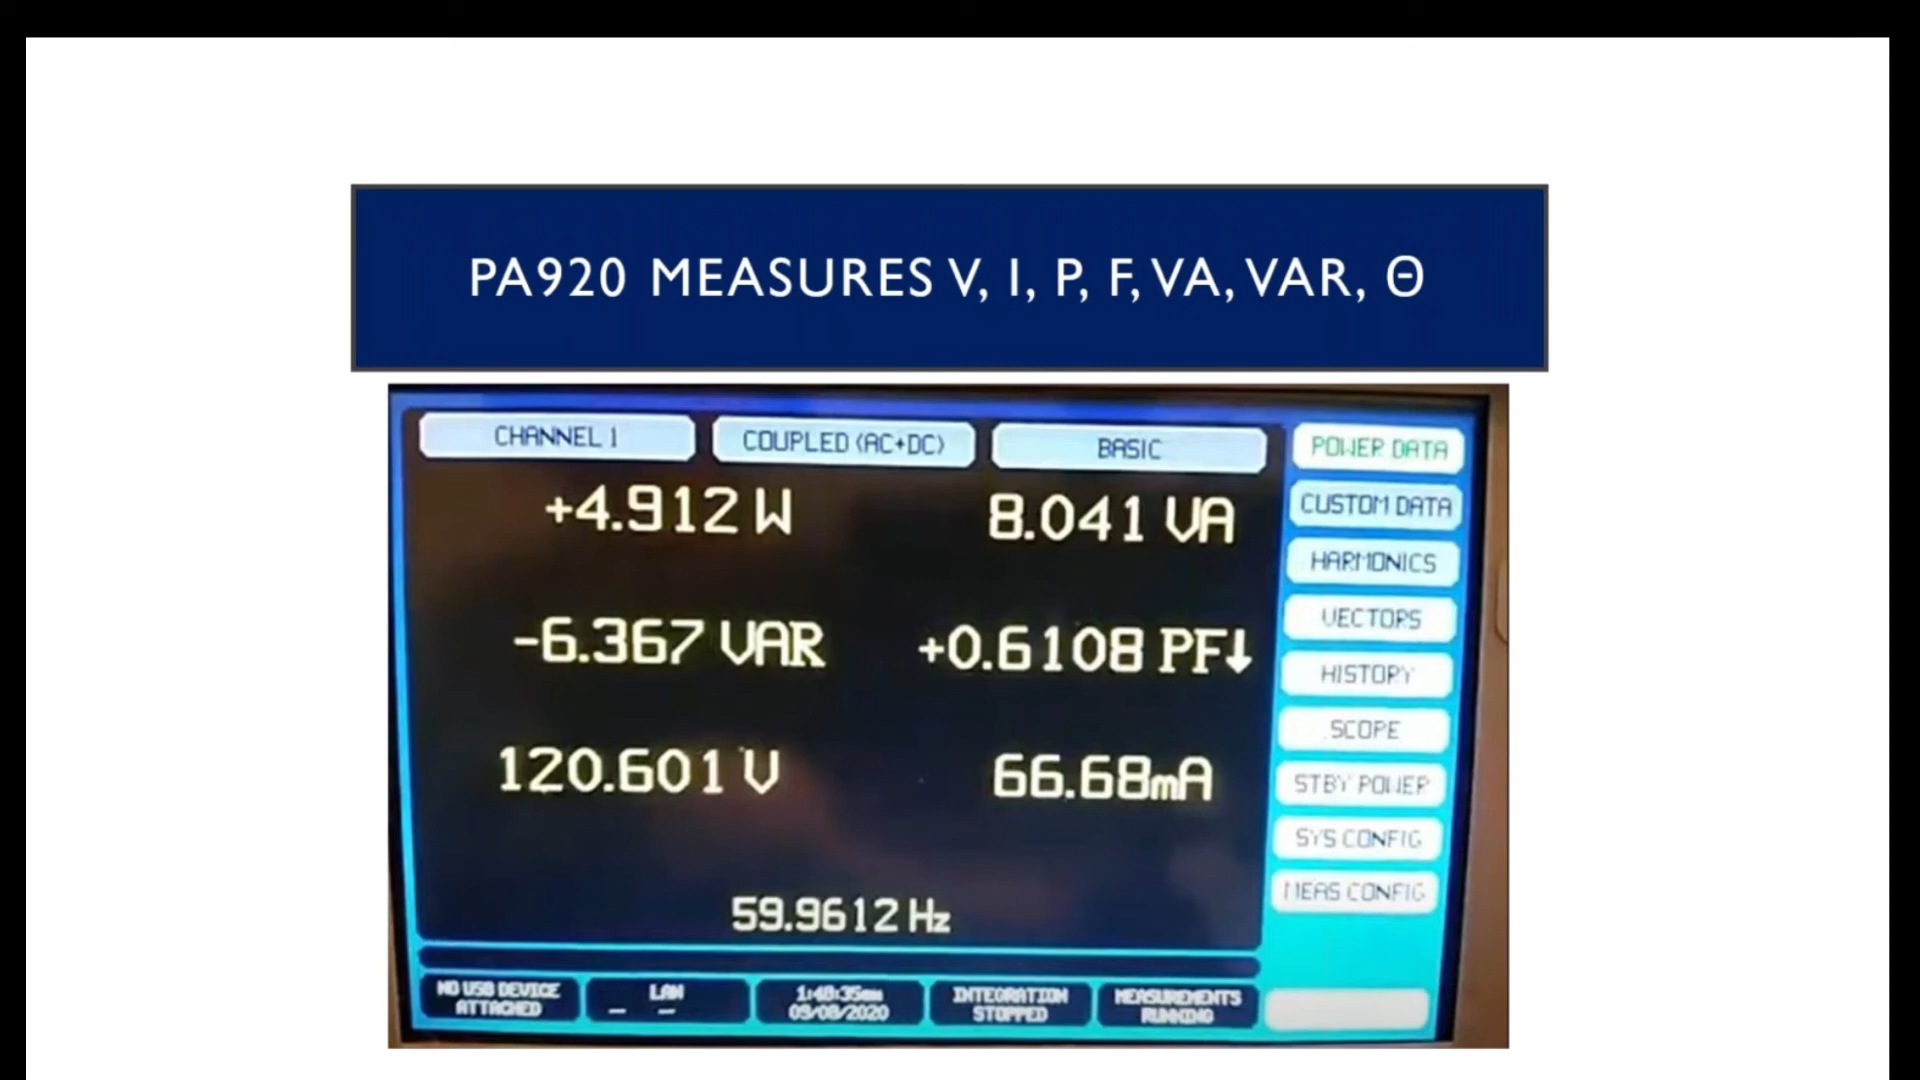 PA920 MEASURES V, I, P, F, VA, VAR, Θ
CHANNEL 1
COUPLED (AC+DC)
BASIC
POWER DATA
+4.912 W
8.041 VA
CUSTOM DATA
HARMONICS
VECTORS
-6.367 VAR
+0.6108 PF↓
HISTORY
SCOPE
120.601 V
66.68mA
STBY POWER
SYS CONFIG
MEAS CONFIG
59.9612 Hz
NO USB DEVICE
ATTACHED
LAN
_ _
1:48:35
09/08/2020
INTEGRATION
STOPPED
MEASUREMENTS
RUNNING